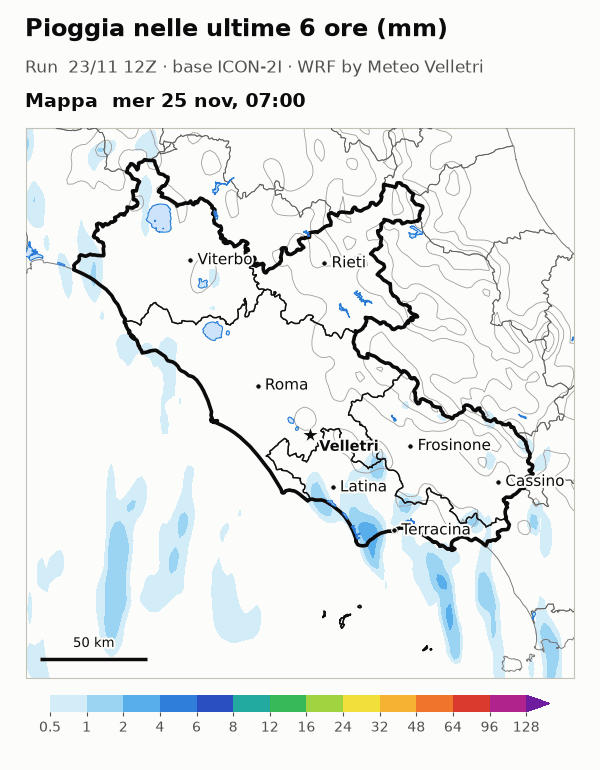 Pioggia nelle ultime 6 ore (mm)
Run  23/11 12Z · base ICON-2I · WRF by Meteo Velletri
Mappa  mer 25 nov, 07:00
Viterbo
Rieti
Roma
Velletri
Frosinone
Latina
Cassino
Terracina
50 km
0.5 1 2 4 6 8 12 16 24 32 48 64 96 128